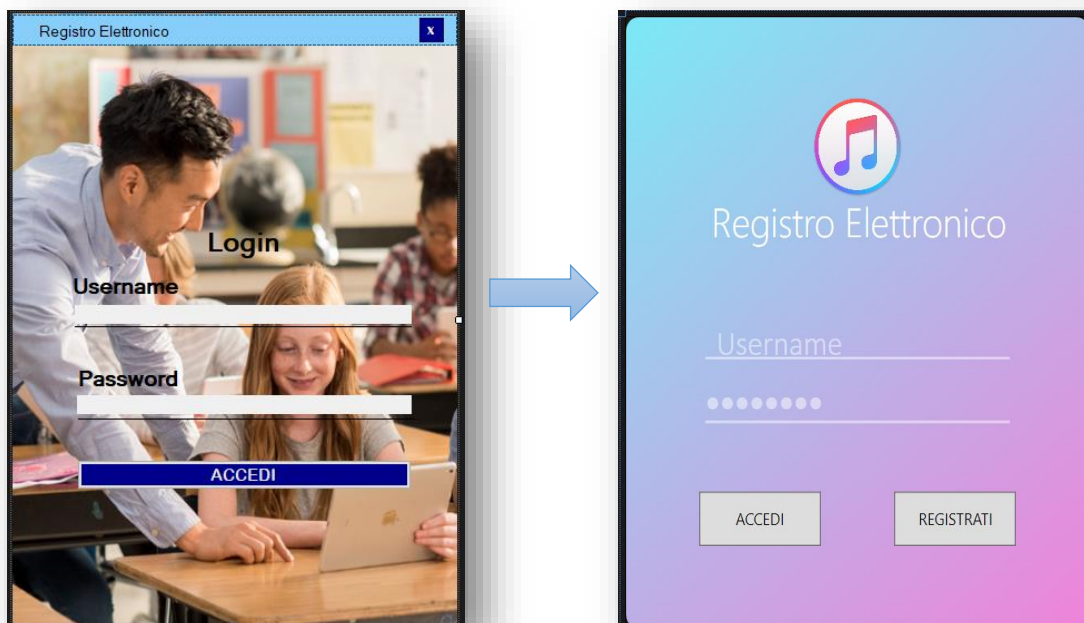 Registro Elettronico
x
Login
Username
Password
ACCEDI
Registro Elettronico
Username
ACCEDI
REGISTRATI